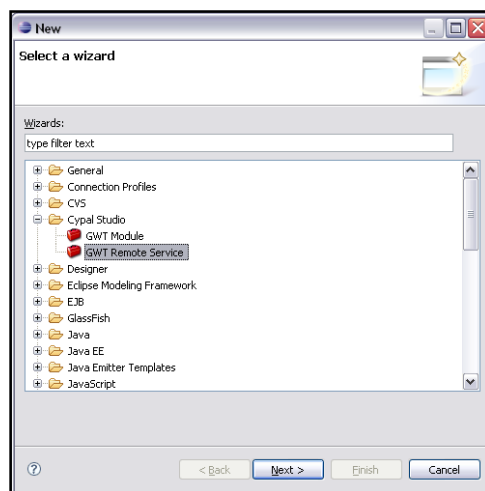 New
Select a wizard
Wizards:
type filter text
General
Connection Profiles
CVS
Cypal Studio
GWT Module
GWT Remote Service
Designer
Eclipse Modeling Framework
EJB
GlassFish
Java
Java EE
Java Emitter Templates
JavaScript
? < Back Next > Finish Cancel